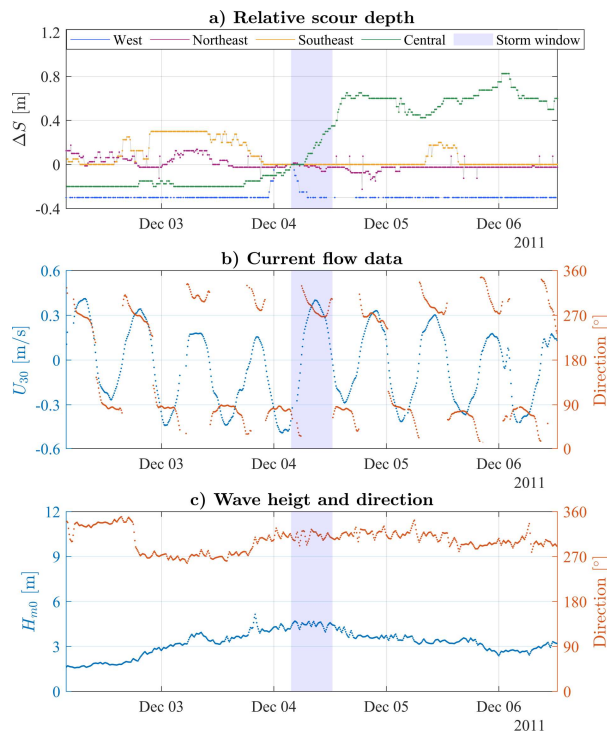 a) Relative scour depth
West Northeast Southeast Central Storm window
1.2
0.8
0.4
0
-0.4
ΔS [m]
Dec 03 Dec 04 Dec 05 Dec 06
2011
b) Current flow data
0.6
0.3
0
-0.3
-0.6
U30 [m/s]
360
270
180
90
0
Direction [°]
Dec 03 Dec 04 Dec 05 Dec 06
2011
c) Wave heigt and direction
12
9
6
3
0
Hm0 [m]
360
270
180
90
0
Direction [°]
Dec 03 Dec 04 Dec 05 Dec 06
2011